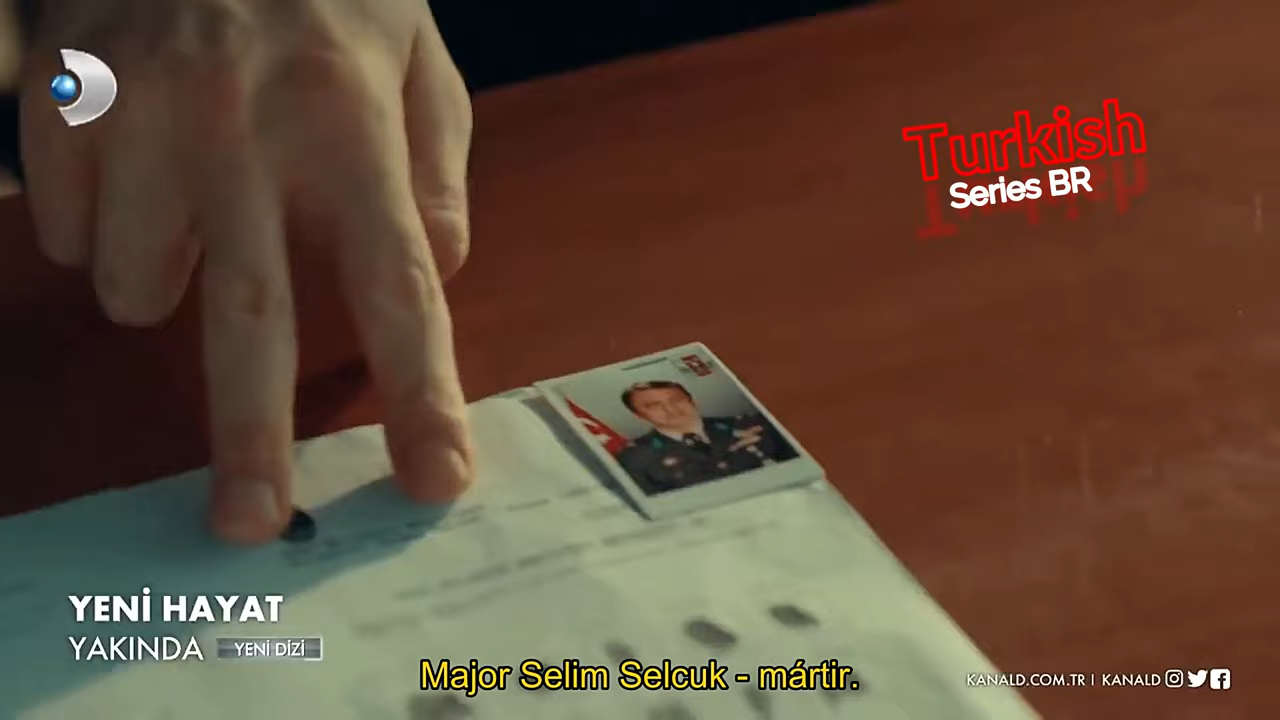 Turkish
Series BR
YENİ HAYAT
YAKINDA YENİ DİZİ
Major Selim Selcuk - mártir.
KANALD.COM.TR | KANALD